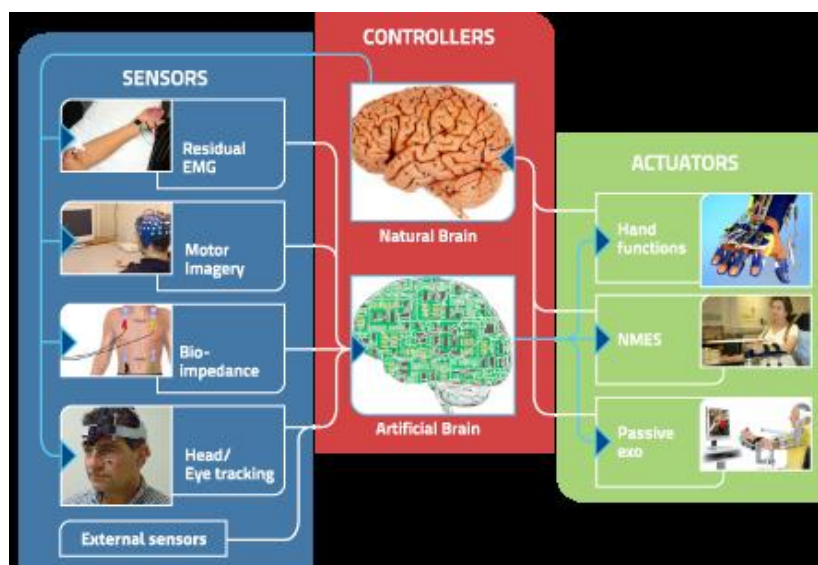 CONTROLLERS
SENSORS
Residual
EMG
Motor
Imagery
Bio-
impedance
Head/
Eye tracking
External sensors
Natural Brain
Artificial Brain
ACTUATORS
Hand
functions
NMES
Passive
exo